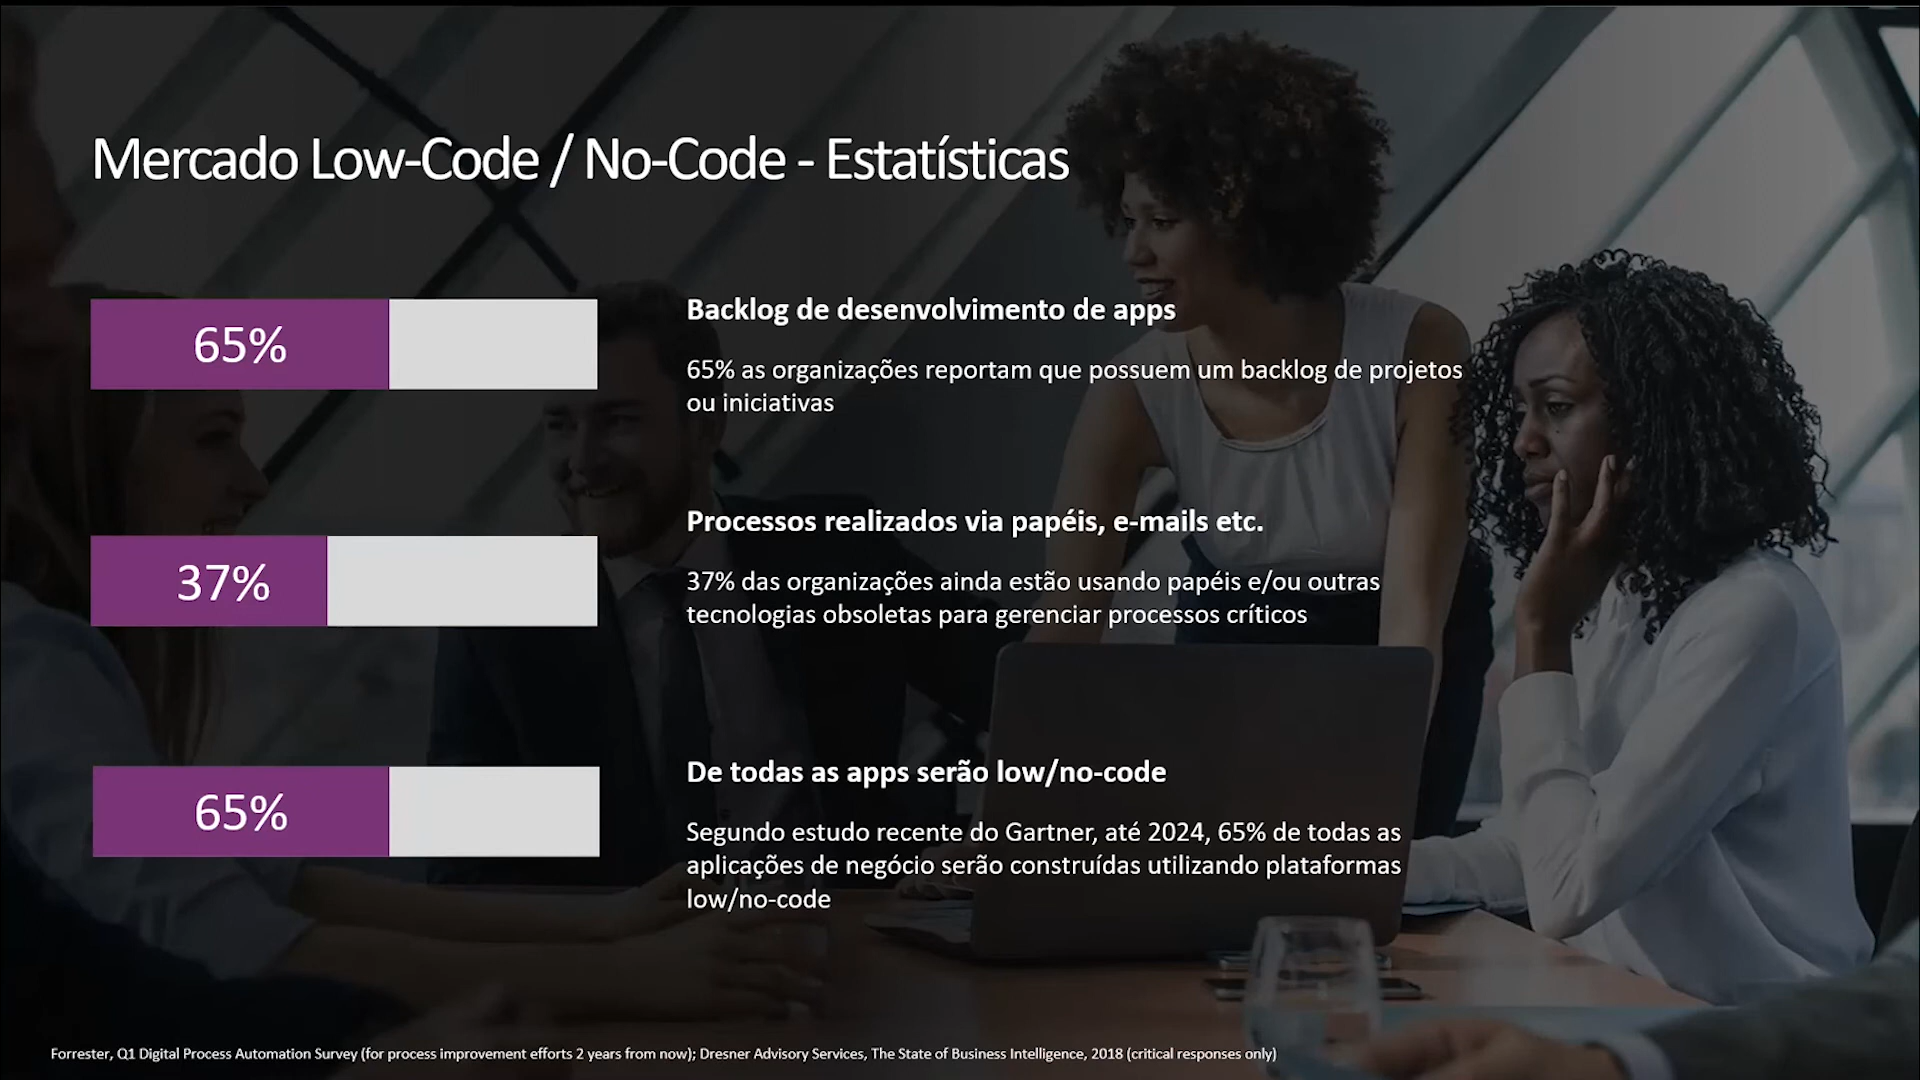 Mercado Low-Code / No-Code - Estatísticas
65%
Backlog de desenvolvimento de apps
65% as organizações reportam que possuem um backlog de projetos
ou iniciativas
37%
Processos realizados via papéis, e-mails etc.
37% das organizações ainda estão usando papéis e/ou outras
tecnologias obsoletas para gerenciar processos críticos
65%
De todas as apps serão low/no-code
Segundo estudo recente do Gartner, até 2024, 65% de todas as
aplicações de negócio serão construídas utilizando plataformas
low/no-code
Forrester, Q1 Digital Process Automation Survey (for process improvement efforts 2 years from now); Dresner Advisory Services, The State of Business Intelligence, 2018 (critical responses only)